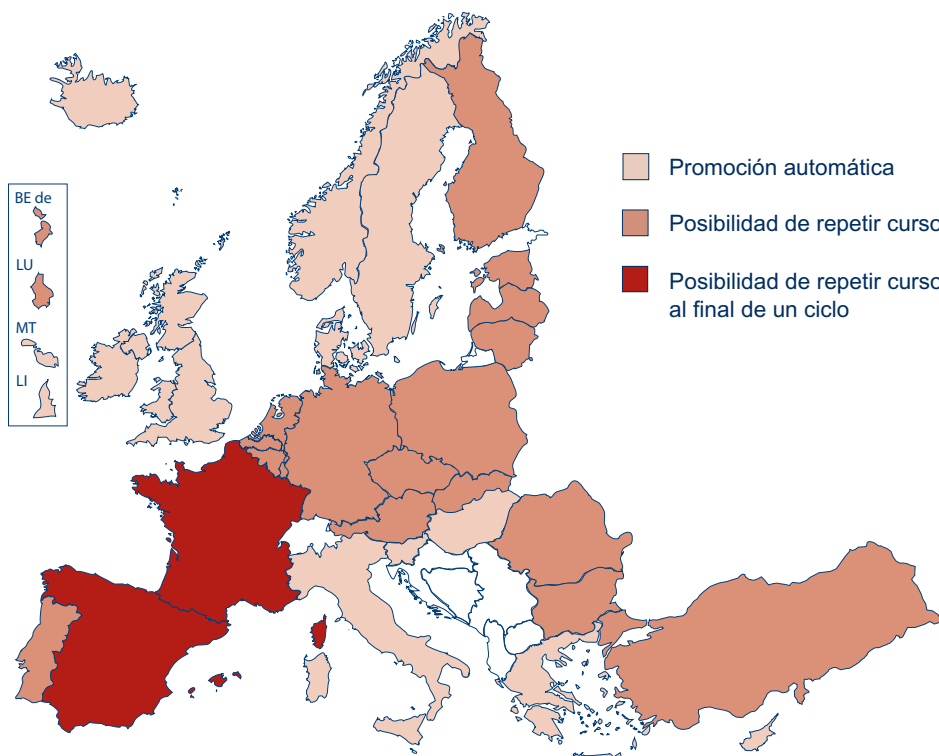 BE de
LU
MT
LI
Promoción automática
Posibilidad de repetir curso
Posibilidad de repetir curso
al final de un ciclo